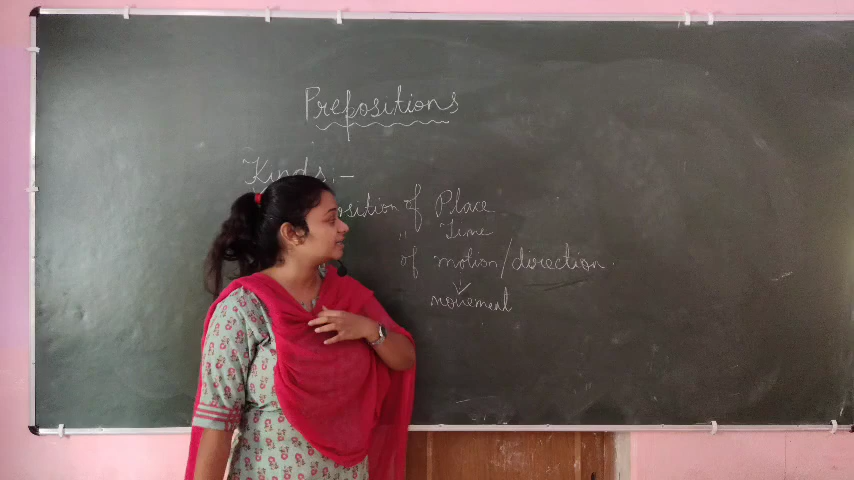 Prepositions
Kinds:-
osition of Place
" Time
of motion/direction.
movement